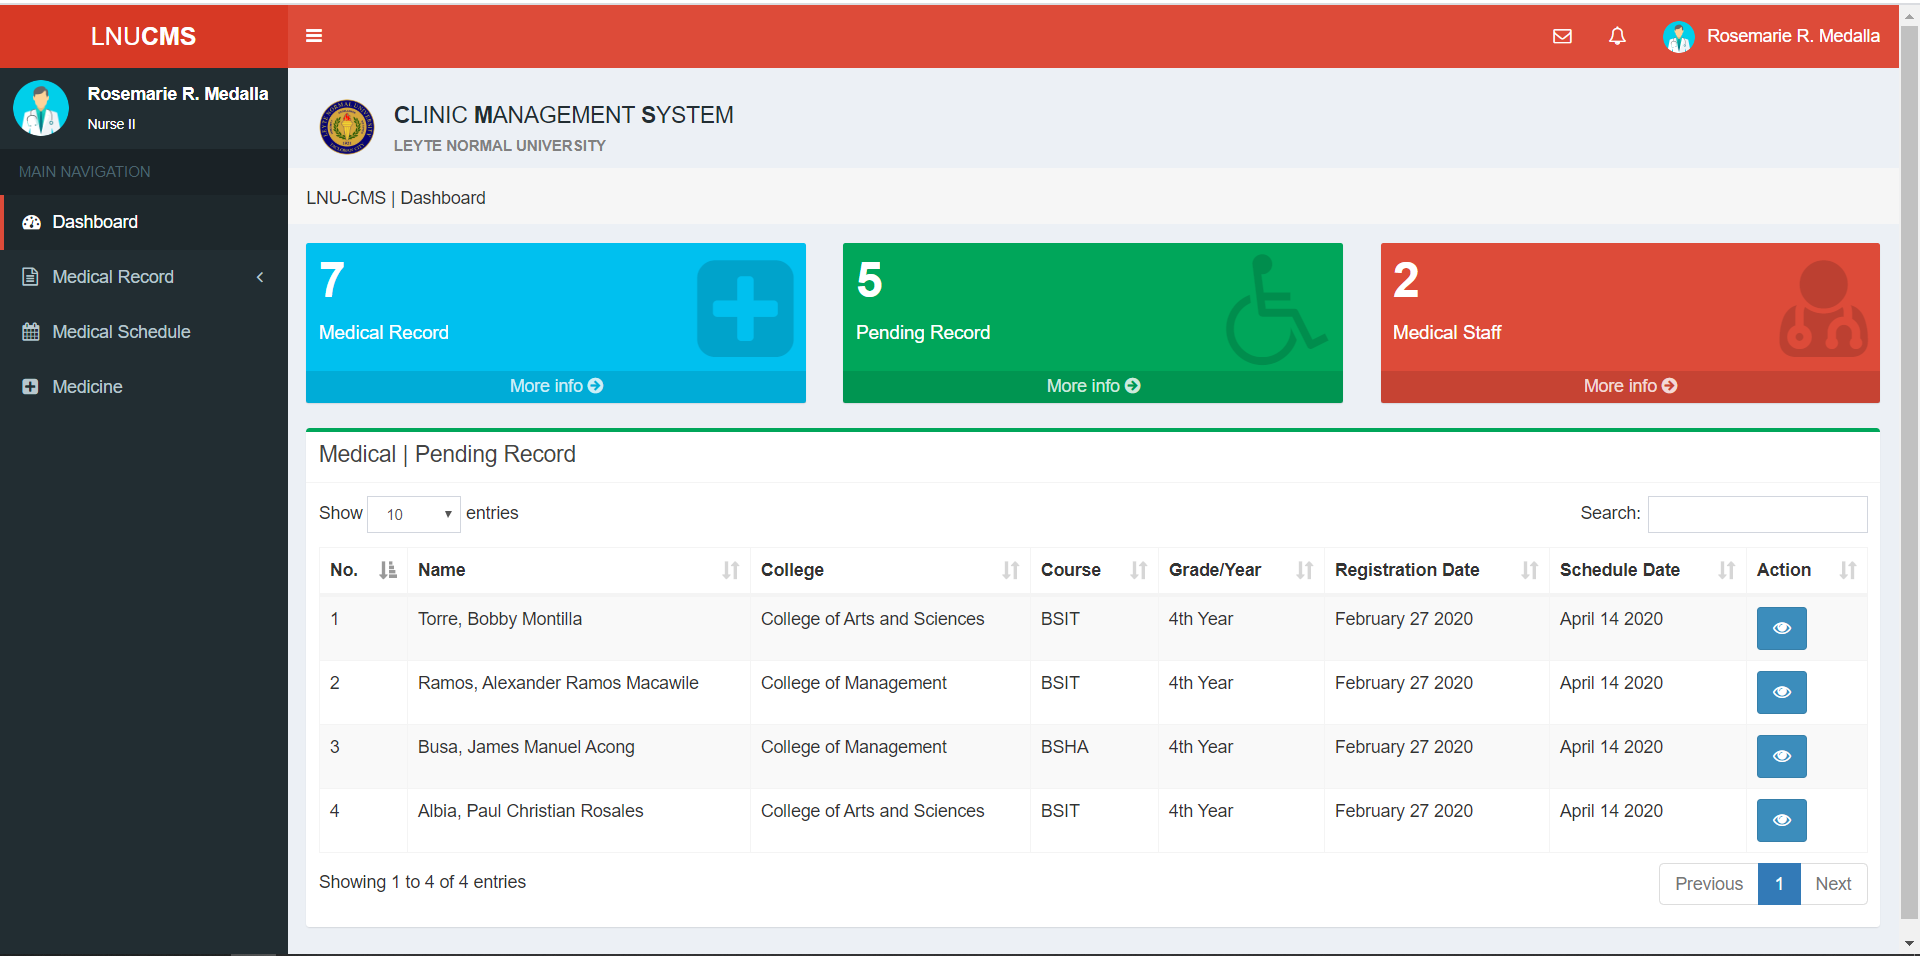 LNUCMS
Rosemarie R. Medalla
Rosemarie R. Medalla
Nurse II
MAIN NAVIGATION
Dashboard
Medical Record
Medical Schedule
Medicine
CLINIC MANAGEMENT SYSTEM
LEYTE NORMAL UNIVERSITY
LNU-CMS | Dashboard
7
Medical Record
More info
5
Pending Record
More info
2
Medical Staff
More info
Medical | Pending Record
Show 10 entries
Search:
No. Name College Course Grade/Year Registration Date Schedule Date Action
1 Torre, Bobby Montilla College of Arts and Sciences BSIT 4th Year February 27 2020 April 14 2020
2 Ramos, Alexander Ramos Macawile College of Management BSIT 4th Year February 27 2020 April 14 2020
3 Busa, James Manuel Acong College of Management BSHA 4th Year February 27 2020 April 14 2020
4 Albia, Paul Christian Rosales College of Arts and Sciences BSIT 4th Year February 27 2020 April 14 2020
Showing 1 to 4 of 4 entries
Previous 1 Next